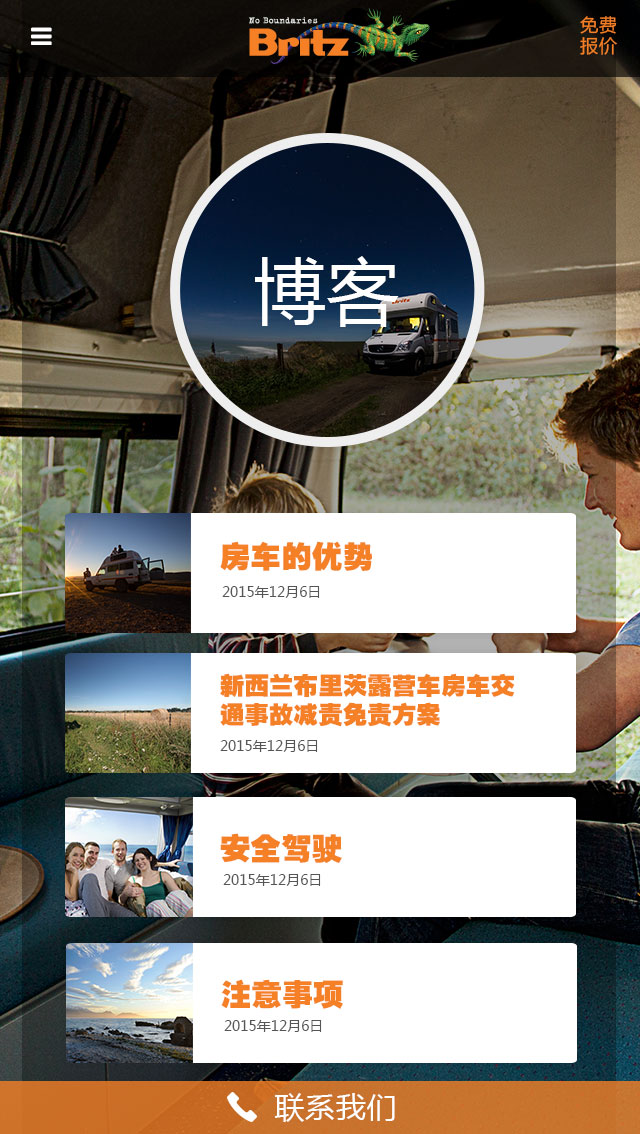 No Boundaries
Britz
免费
报价
博客
Britz
房车的优势
2015年12月6日
新西兰布里茨露营车房车交
通事故减责免责方案
2015年12月6日
安全驾驶
2015年12月6日
注意事项
2015年12月6日
联系我们